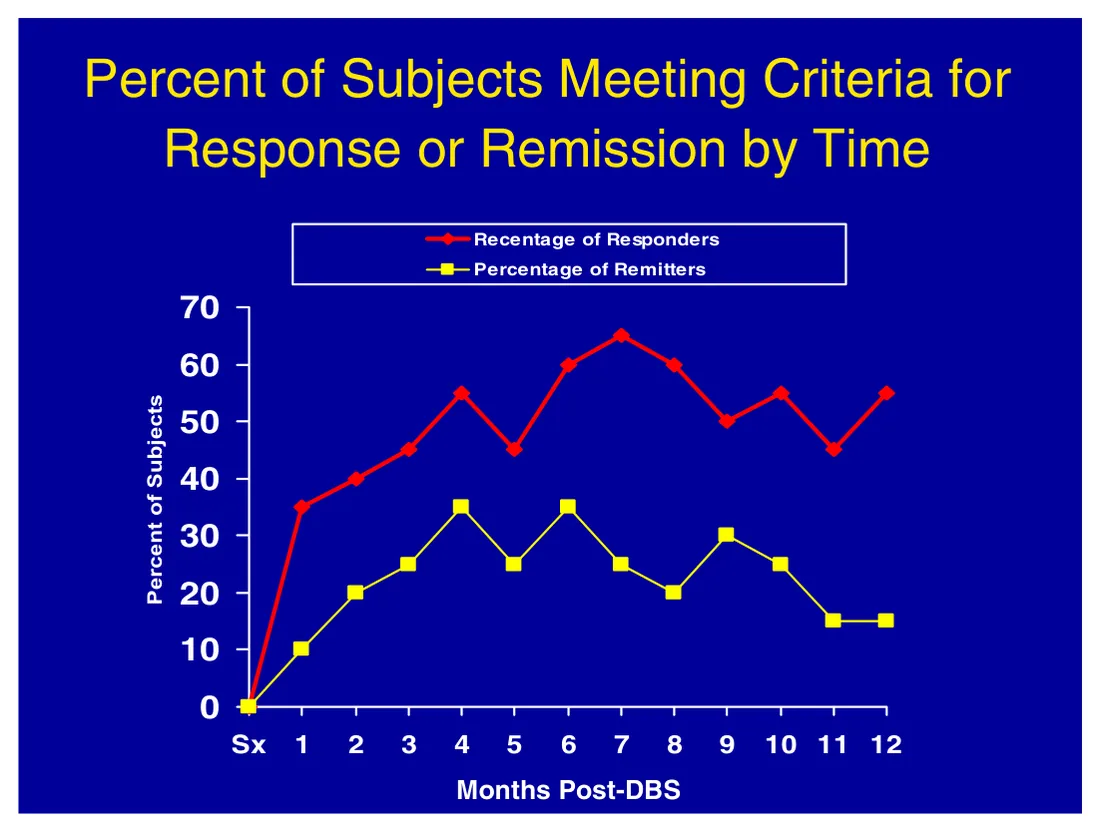 Percent of Subjects Meeting Criteria for
Response or Remission by Time
Recentage of Responders
Percentage of Remitters
70
60
50
40
30
20
10
0
Percent of Subjects
Sx 1 2 3 4 5 6 7 8 9 10 11 12
Months Post-DBS